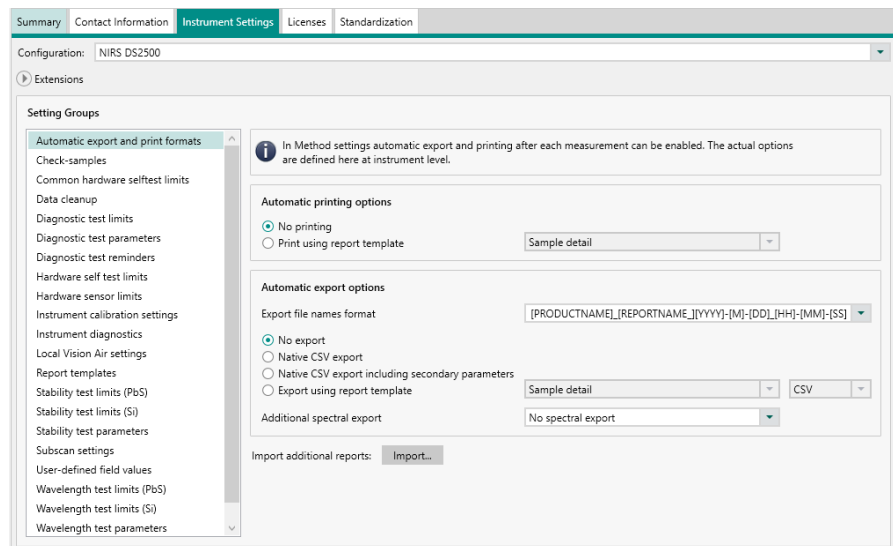 Summary Contact Information Instrument Settings Licenses Standardization
Configuration: NIRS DS2500
Extensions
Setting Groups
Automatic export and print formats
Check-samples
Common hardware selftest limits
Data cleanup
Diagnostic test limits
Diagnostic test parameters
Diagnostic test reminders
Hardware self test limits
Hardware sensor limits
Instrument calibration settings
Instrument diagnostics
Local Vision Air settings
Report templates
Stability test limits (PbS)
Stability test limits (Si)
Stability test parameters
Subscan settings
User-defined field values
Wavelength test limits (PbS)
Wavelength test limits (Si)
Wavelength test parameters
In Method settings automatic export and printing after each measurement can be enabled. The actual options
are defined here at instrument level.
Automatic printing options
No printing
Print using report template Sample detail
Automatic export options
Export file names format [PRODUCTNAME]_[REPORTNAME_][YYYY]-[M]-[DD]_[HH]-[MM]-[SS]
No export
Native CSV export
Native CSV export including secondary parameters
Export using report template Sample detail CSV
Additional spectral export No spectral export
Import additional reports: Import...